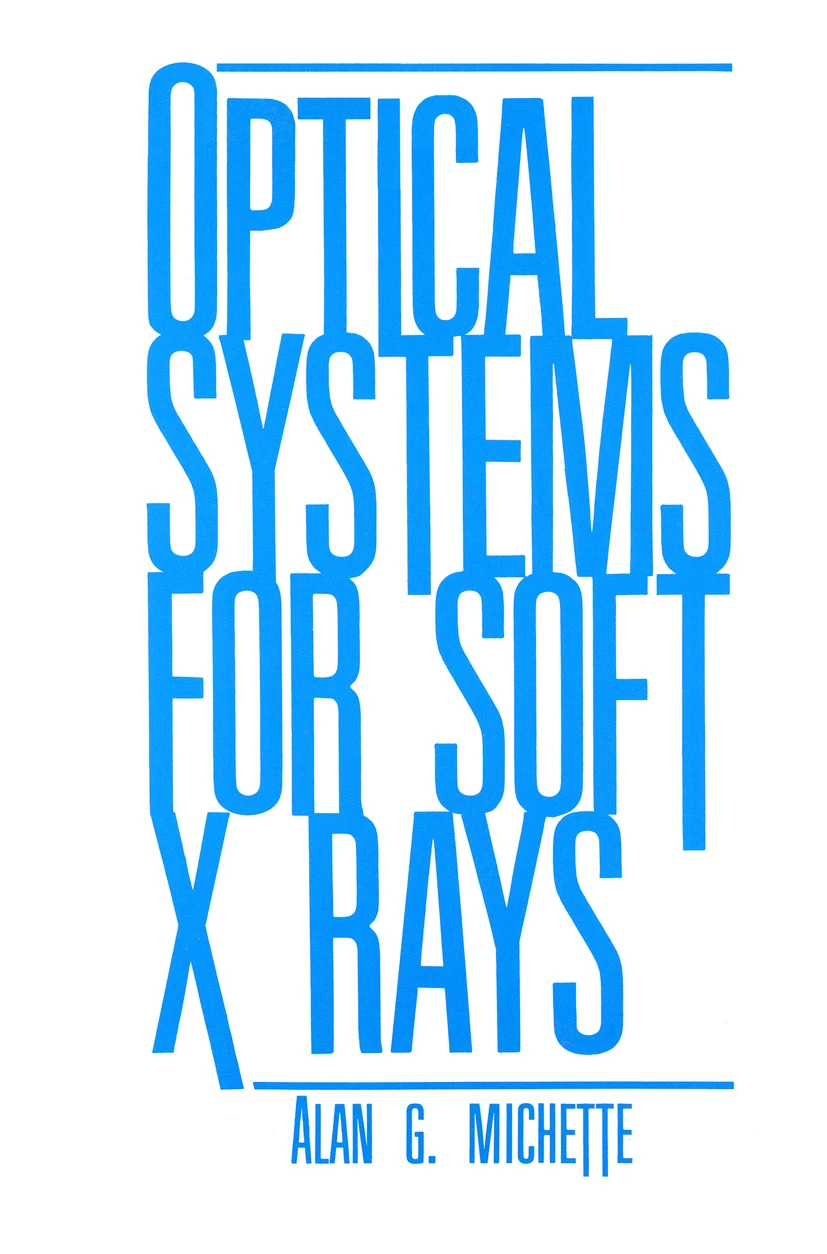 OPTICAL
SYSTEMS
FOR SOFT
X RAYS
ALAN G. MICHETTE